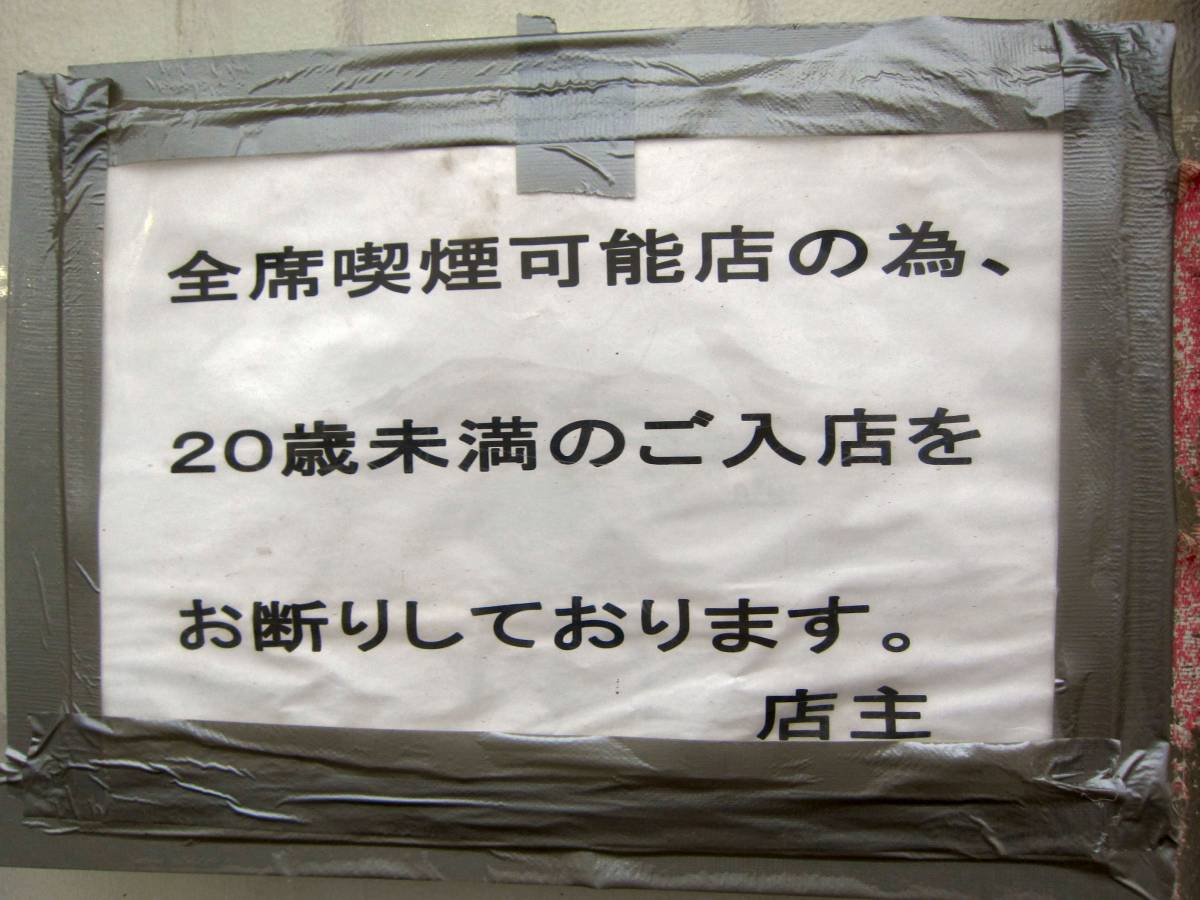 全席喫煙可能店の為、
20歳未満のご入店を
お断りしております。
店主